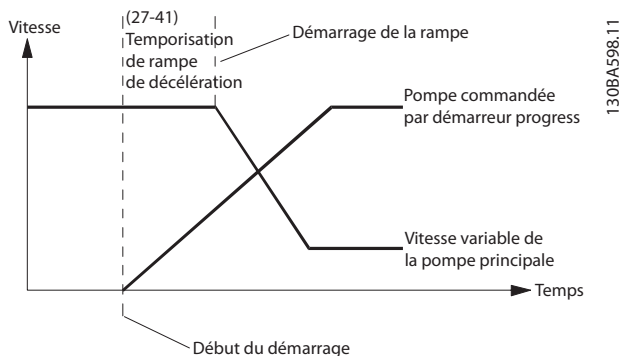 Vitesse
(27-41)
Temporisation
de rampe
de décélération
Démarrage de la rampe
130BA598.11
Pompe commandée
par démarreur progress
Vitesse variable de
la pompe principale
Temps
Début du démarrage